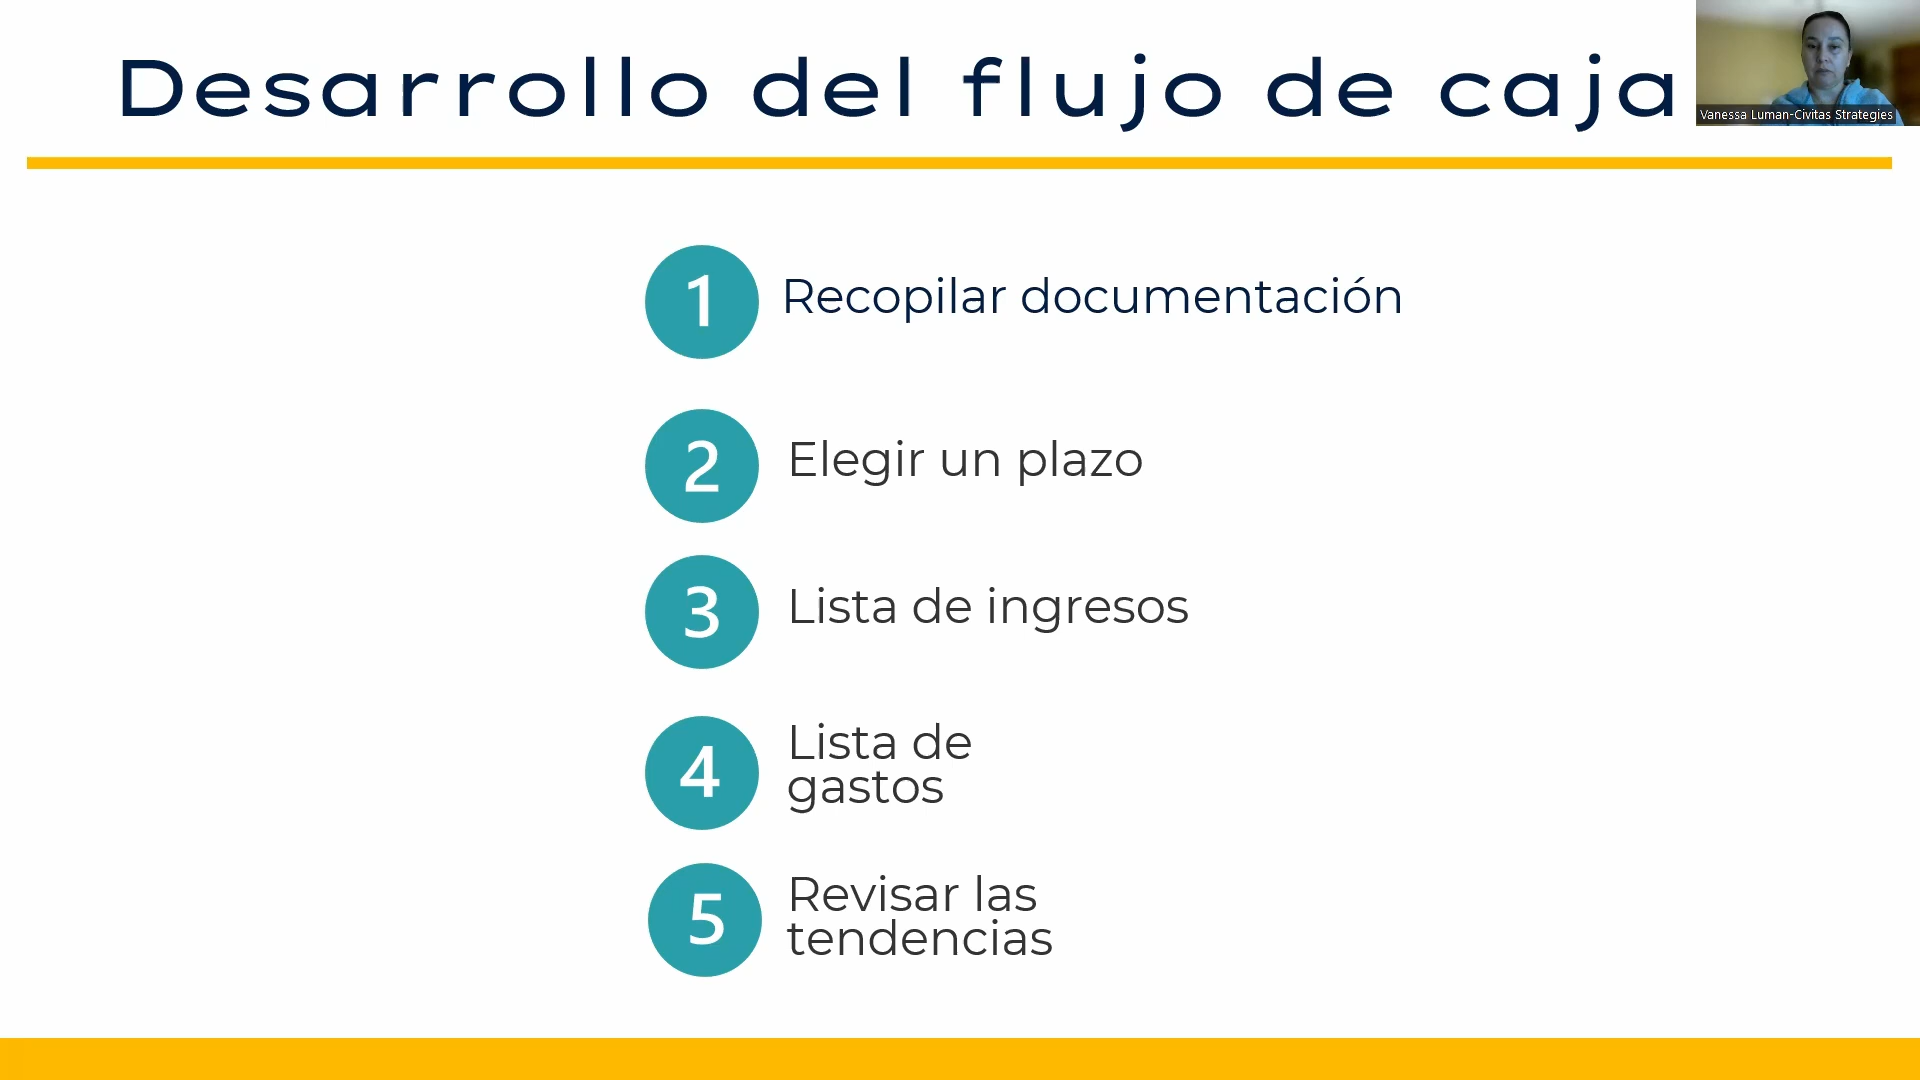 Desarrollo del flujo de caja
Vanessa Luman-Civitas Strategies
1 Recopilar documentación
2 Elegir un plazo
3 Lista de ingresos
4 Lista de
gastos
5 Revisar las
tendencias